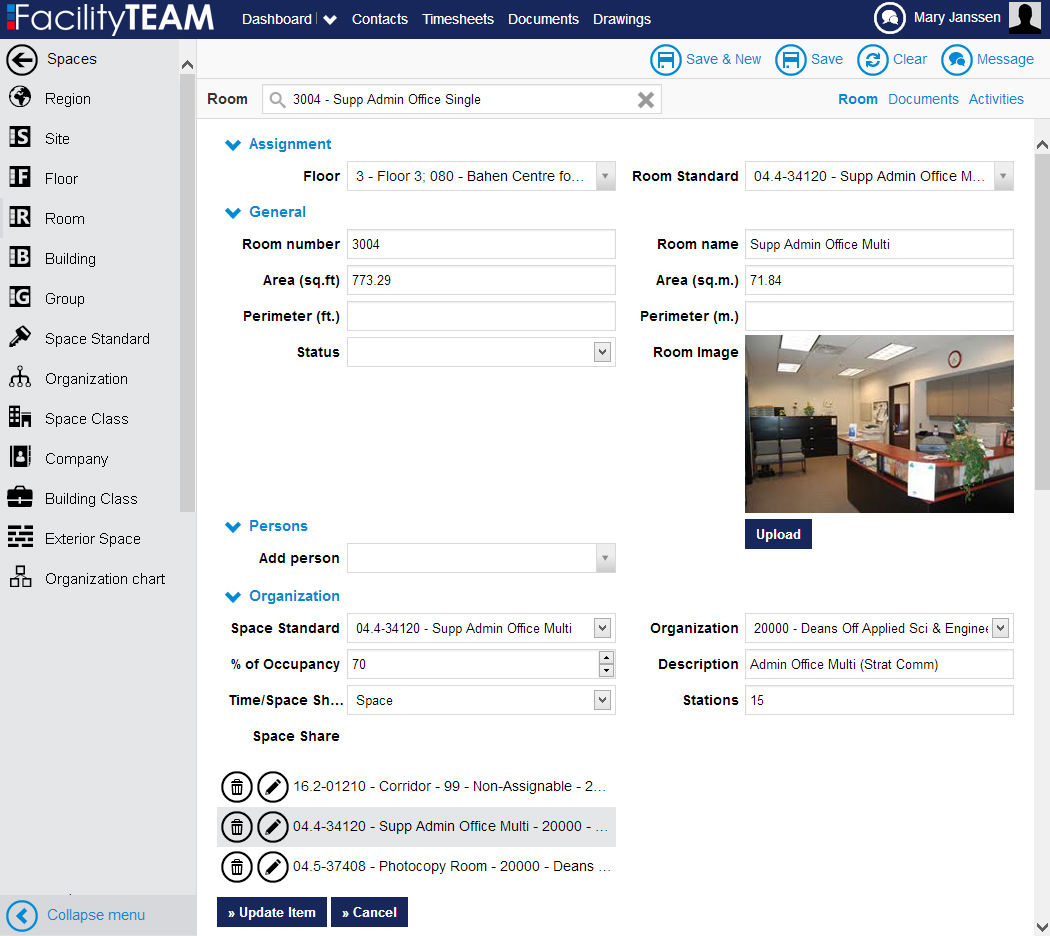 FacilityTEAM Dashboard Contacts Timesheets Documents Drawings Mary Janssen
Spaces
Region
Site
Floor
Room
Building
Group
Space Standard
Organization
Space Class
Company
Building Class
Exterior Space
Organization chart
Collapse menu
Save & New Save Clear Message
Room 3004 - Supp Admin Office Single Room Documents Activities
Assignment
Floor 3 - Floor 3; 080 - Bahen Centre fo... Room Standard 04.4-34120 - Supp Admin Office M...
General
Room number 3004 Room name Supp Admin Office Multi
Area (sq.ft) 773.29 Area (sq.m.) 71.84
Perimeter (ft.) Perimeter (m.)
Status Room Image
Upload
Persons
Add person
Organization
Space Standard 04.4-34120 - Supp Admin Office Multi Organization 20000 - Deans Off Applied Sci & Enginee
% of Occupancy 70 Description Admin Office Multi (Strat Comm)
Time/Space Sh... Space Stations 15
Space Share
16.2-01210 - Corridor - 99 - Non-Assignable - 2...
04.4-34120 - Supp Admin Office Multi - 20000 - ...
04.5-37408 - Photocopy Room - 20000 - Deans ...
» Update Item » Cancel